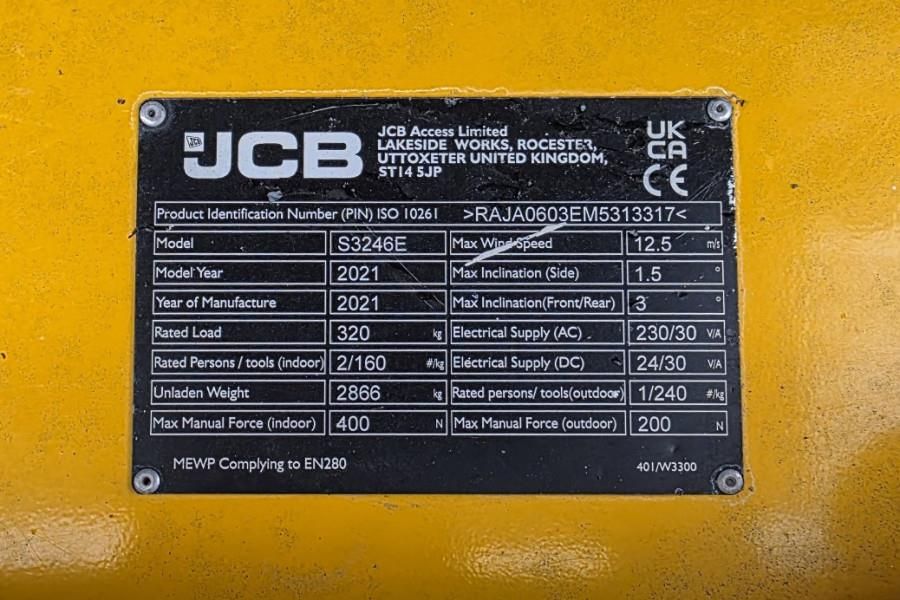 JCB
JCB
JCB Access Limited
LAKESIDE WORKS, ROCESTER,
UTTOXETER UNITED KINGDOM,
ST14 5JP
UK
CA
CE
Product Identification Number (PIN) ISO 10261 >RAJA0603EM5313317<
Model S3246E Max Wind Speed 12.5 m/s
Model Year 2021 Max Inclination (Side) 1.5 °
Year of Manufacture 2021 Max Inclination(Front/Rear) 3 °
Rated Load 320 kg Electrical Supply (AC) 230/30 V/A
Rated Persons / tools (indoor) 2/160 #/kg Electrical Supply (DC) 24/30 V/A
Unladen Weight 2866 kg Rated persons/ tools(outdoor) 1/240 #/kg
Max Manual Force (indoor) 400 N Max Manual Force (outdoor) 200 N
MEWP Complying to EN280 401/W3300